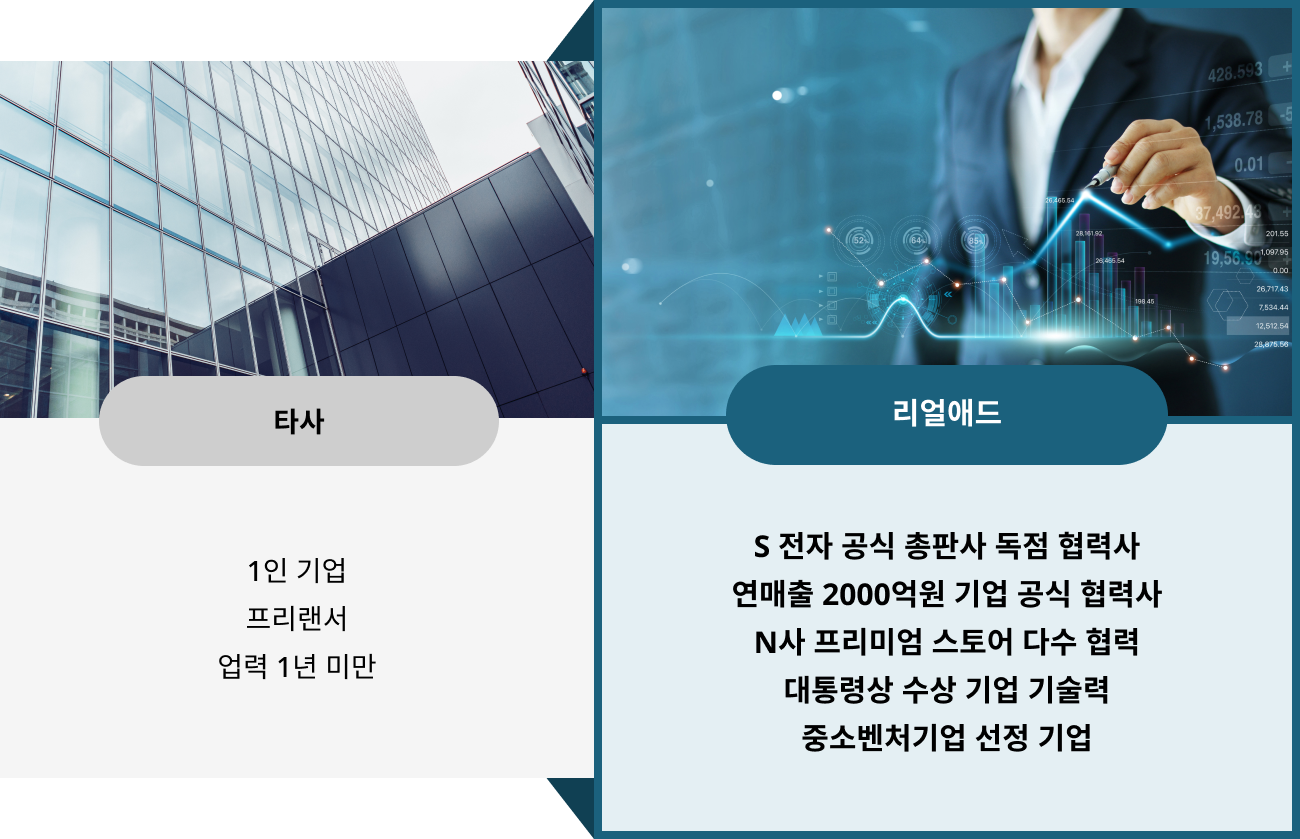 타사
1인 기업
프리랜서
업력 1년 미만
428.593
1,538.78
0.01
37,492.43
26,465.54
28,161.92
26,465.54
198.45
52%
64%
85%
201.55
1,097.95
0.00
26,717.43
7,534.44
12,512.54
28,875.56
리얼애드
S 전자 공식 총판사 독점 협력사
연매출 2000억원 기업 공식 협력사
N사 프리미엄 스토어 다수 협력
대통령상 수상 기업 기술력
중소벤처기업 선정 기업